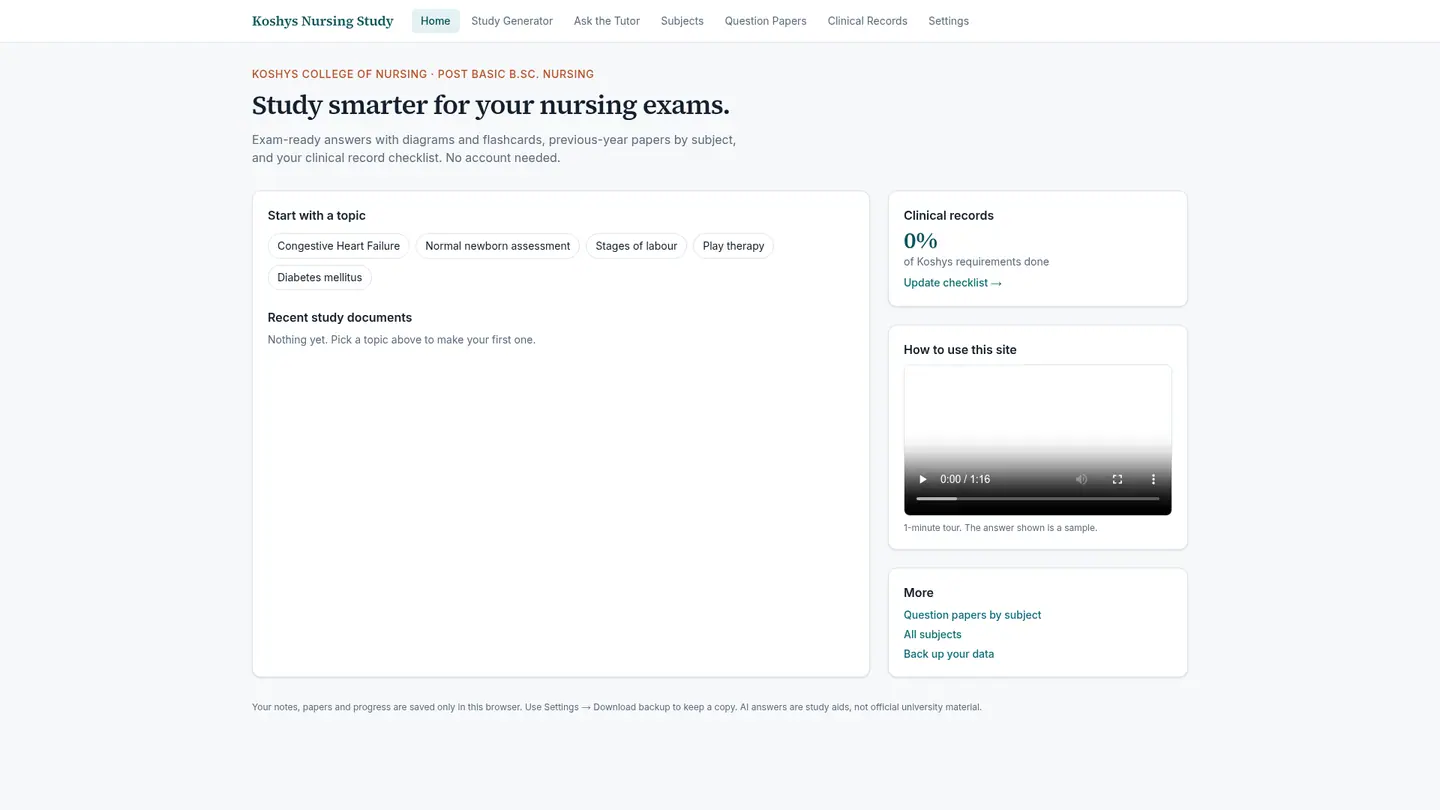 Koshys Nursing Study
Home
Study Generator
Ask the Tutor
Subjects
Question Papers
Clinical Records
Settings
KOSHYS COLLEGE OF NURSING · POST BASIC B.SC. NURSING
Study smarter for your nursing exams.
Exam-ready answers with diagrams and flashcards, previous-year papers by subject,
and your clinical record checklist. No account needed.
Start with a topic
Congestive Heart Failure
Normal newborn assessment
Stages of labour
Play therapy
Diabetes mellitus
Recent study documents
Nothing yet. Pick a topic above to make your first one.
Clinical records
0%
of Koshys requirements done
Update checklist →
How to use this site
0:00 / 1:16
1-minute tour. The answer shown is a sample.
More
Question papers by subject
All subjects
Back up your data
Your notes, papers and progress are saved only in this browser. Use Settings → Download backup to keep a copy. AI answers are study aids, not official university material.